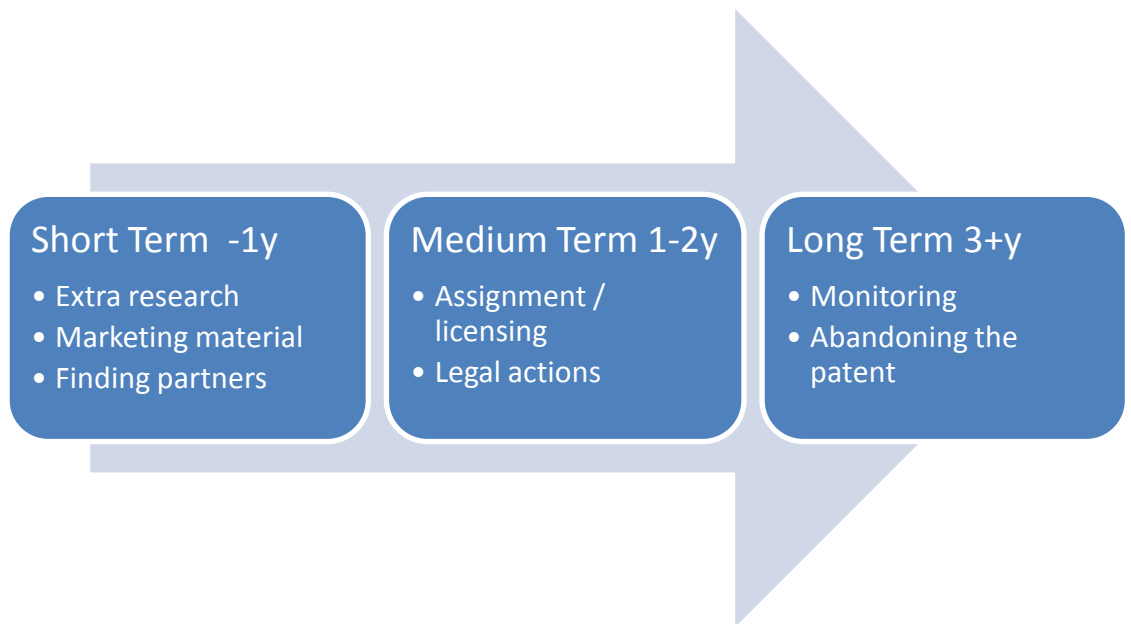 Short Term  -1y
• Extra research
• Marketing material
• Finding partners
Medium Term 1-2y
• Assignment /
licensing
• Legal actions
Long Term 3+y
• Monitoring
• Abandoning the
patent